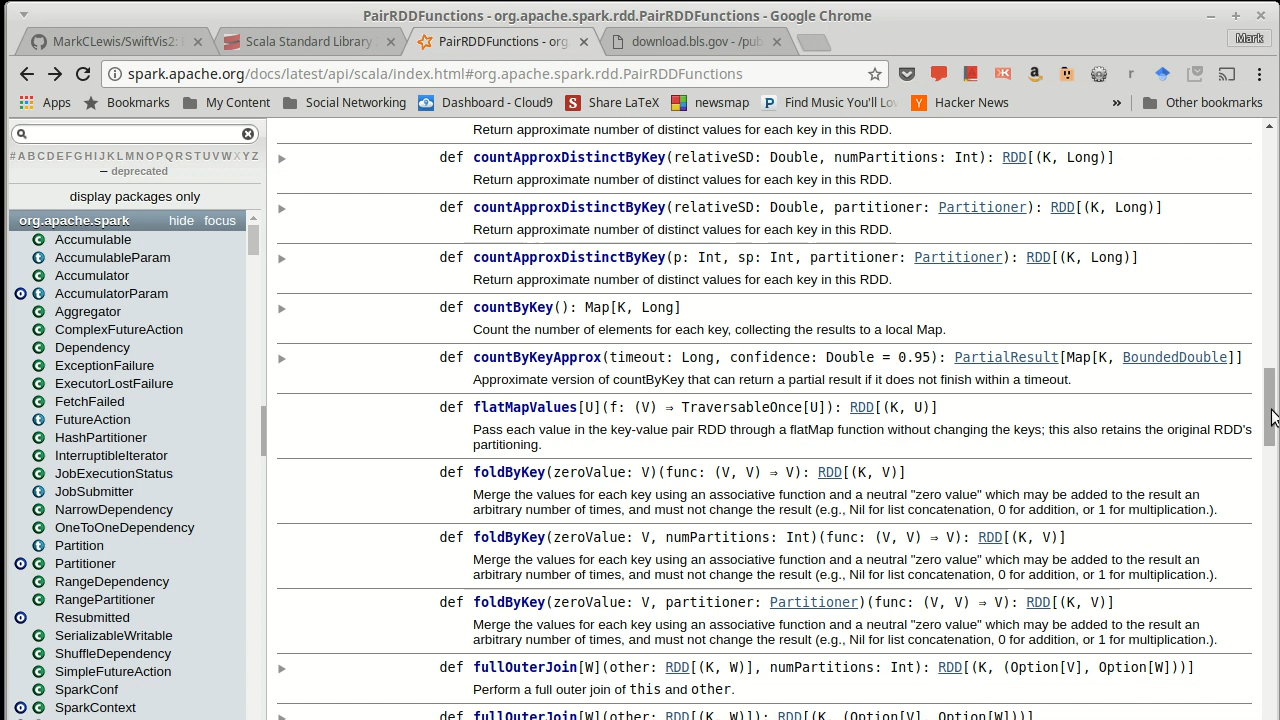 PairRDDFunctions - org.apache.spark.rdd.PairRDDFunctions - Google Chrome
MarkCLewis/SwiftVis2:
Scala Standard Library
PairRDDFunctions - org.
download.bls.gov - /pub
Mark
spark.apache.org/docs/latest/api/scala/index.html#org.apache.spark.rdd.PairRDDFunctions
Apps
Bookmarks
My Content
Social Networking
Dashboard - Cloud9
Share LaTeX
newsmap
Find Music You'll Lo
Hacker News
»
Other bookmarks
#ABCDEFGHIJKLMNOPQRSTUVWXYZ
– deprecated
display packages only
org.apache.spark hide focus
Accumulable
AccumulableParam
Accumulator
AccumulatorParam
Aggregator
ComplexFutureAction
Dependency
ExceptionFailure
ExecutorLostFailure
FetchFailed
FutureAction
HashPartitioner
InterruptibleIterator
JobExecutionStatus
JobSubmitter
NarrowDependency
OneToOneDependency
Partition
Partitioner
RangeDependency
RangePartitioner
Resubmitted
SerializableWritable
ShuffleDependency
SimpleFutureAction
SparkConf
SparkContext
Return approximate number of distinct values for each key in this RDD.
def countApproxDistinctByKey(relativeSD: Double, numPartitions: Int): RDD[(K, Long)]
Return approximate number of distinct values for each key in this RDD.
def countApproxDistinctByKey(relativeSD: Double, partitioner: Partitioner): RDD[(K, Long)]
Return approximate number of distinct values for each key in this RDD.
def countApproxDistinctByKey(p: Int, sp: Int, partitioner: Partitioner): RDD[(K, Long)]
Return approximate number of distinct values for each key in this RDD.
def countByKey(): Map[K, Long]
Count the number of elements for each key, collecting the results to a local Map.
def countByKeyApprox(timeout: Long, confidence: Double = 0.95): PartialResult[Map[K, BoundedDouble]]
Approximate version of countByKey that can return a partial result if it does not finish within a timeout.
def flatMapValues[U](f: (V) ⇒ TraversableOnce[U]): RDD[(K, U)]
Pass each value in the key-value pair RDD through a flatMap function without changing the keys; this also retains the original RDD's
partitioning.
def foldByKey(zeroValue: V)(func: (V, V) ⇒ V): RDD[(K, V)]
Merge the values for each key using an associative function and a neutral "zero value" which may be added to the result an
arbitrary number of times, and must not change the result (e.g., Nil for list concatenation, 0 for addition, or 1 for multiplication.).
def foldByKey(zeroValue: V, numPartitions: Int)(func: (V, V) ⇒ V): RDD[(K, V)]
Merge the values for each key using an associative function and a neutral "zero value" which may be added to the result an
arbitrary number of times, and must not change the result (e.g., Nil for list concatenation, 0 for addition, or 1 for multiplication.).
def foldByKey(zeroValue: V, partitioner: Partitioner)(func: (V, V) ⇒ V): RDD[(K, V)]
Merge the values for each key using an associative function and a neutral "zero value" which may be added to the result an
arbitrary number of times, and must not change the result (e.g., Nil for list concatenation, 0 for addition, or 1 for multiplication.).
def fullOuterJoin[W](other: RDD[(K, W)], numPartitions: Int): RDD[(K, (Option[V], Option[W]))]
Perform a full outer join of this and other.
def fullOuterJoin[W](other: RDD[(K, W)]): RDD[(K, (Option[V], Option[W]))]